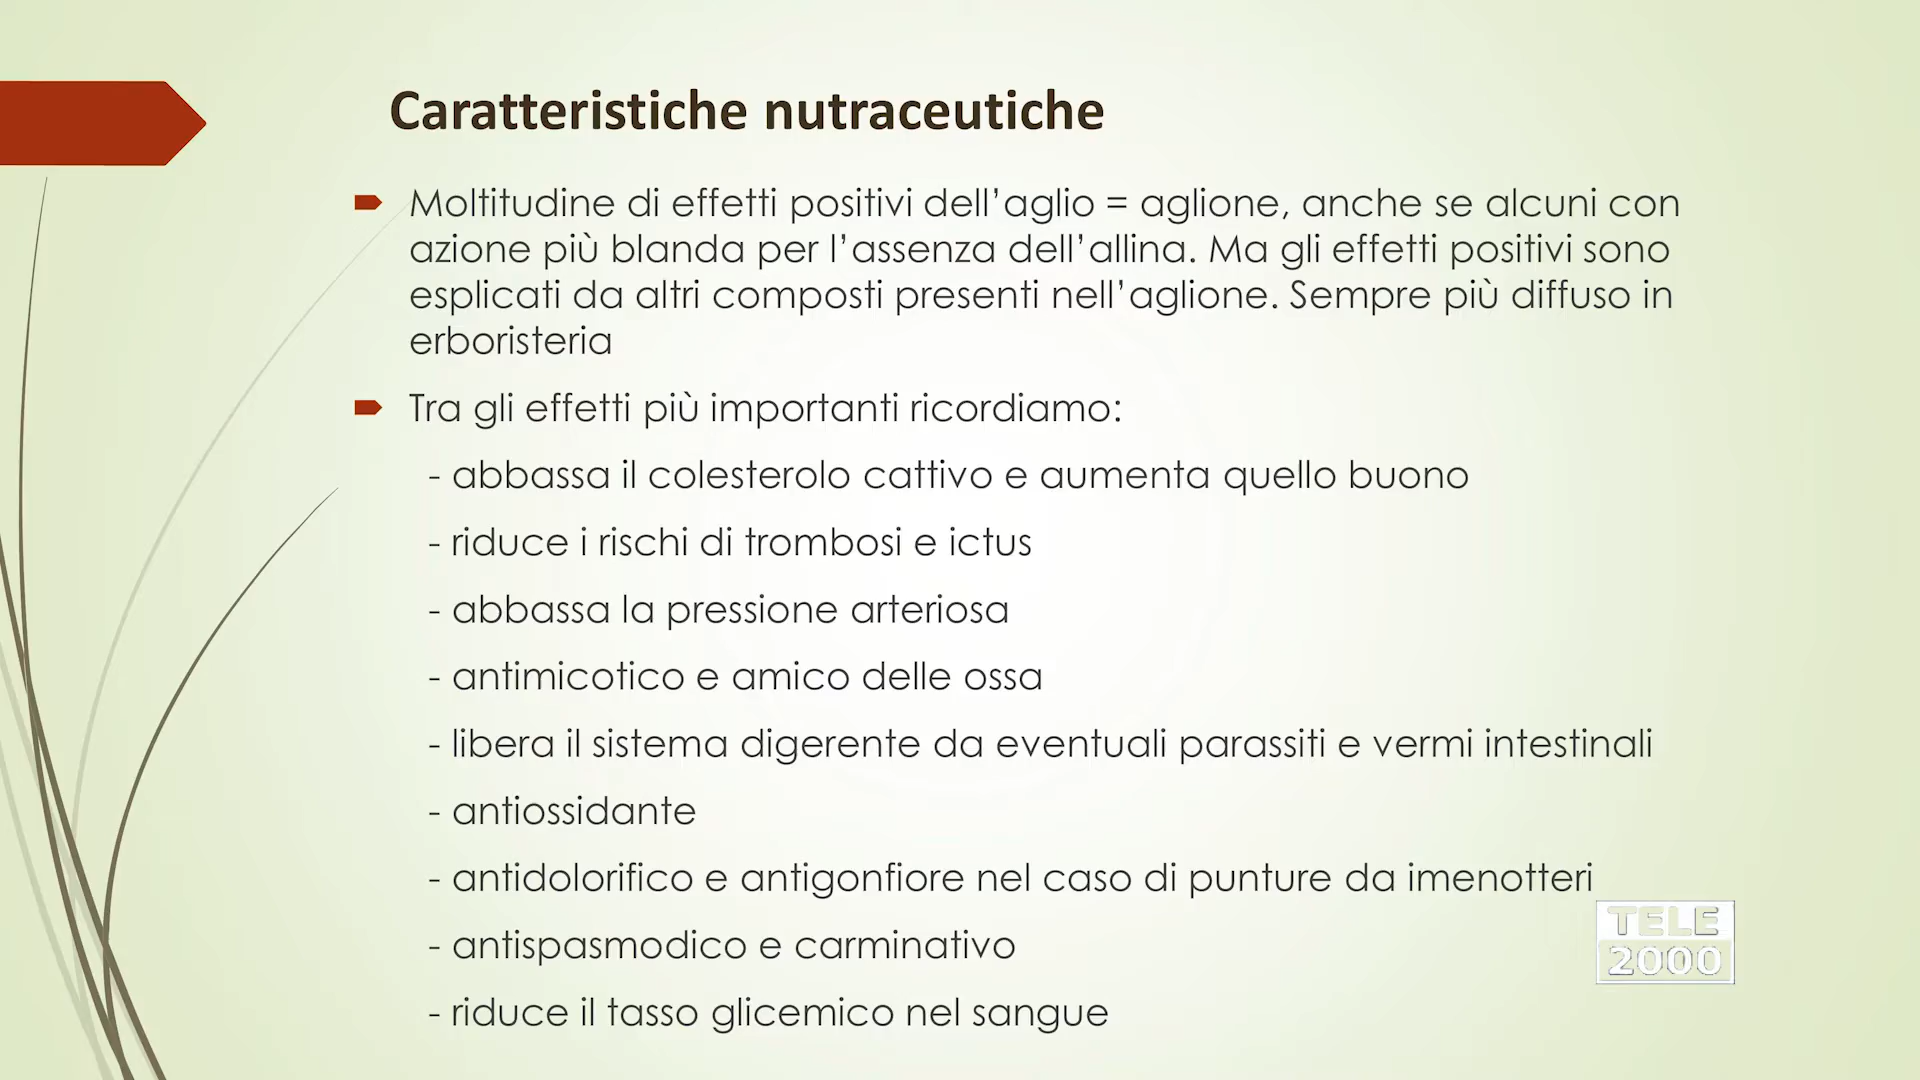 Caratteristiche nutraceutiche
Moltitudine di effetti positivi dell’aglio = aglione, anche se alcuni con
azione più blanda per l’assenza dell’allina. Ma gli effetti positivi sono
esplicati da altri composti presenti nell’aglione. Sempre più diffuso in
erboristeria
Tra gli effetti più importanti ricordiamo:
- abbassa il colesterolo cattivo e aumenta quello buono
- riduce i rischi di trombosi e ictus
- abbassa la pressione arteriosa
- antimicotico e amico delle ossa
- libera il sistema digerente da eventuali parassiti e vermi intestinali
- antiossidante
- antidolorifico e antigonfiore nel caso di punture da imenotteri
- antispasmodico e carminativo
- riduce il tasso glicemico nel sangue
TELE
2000